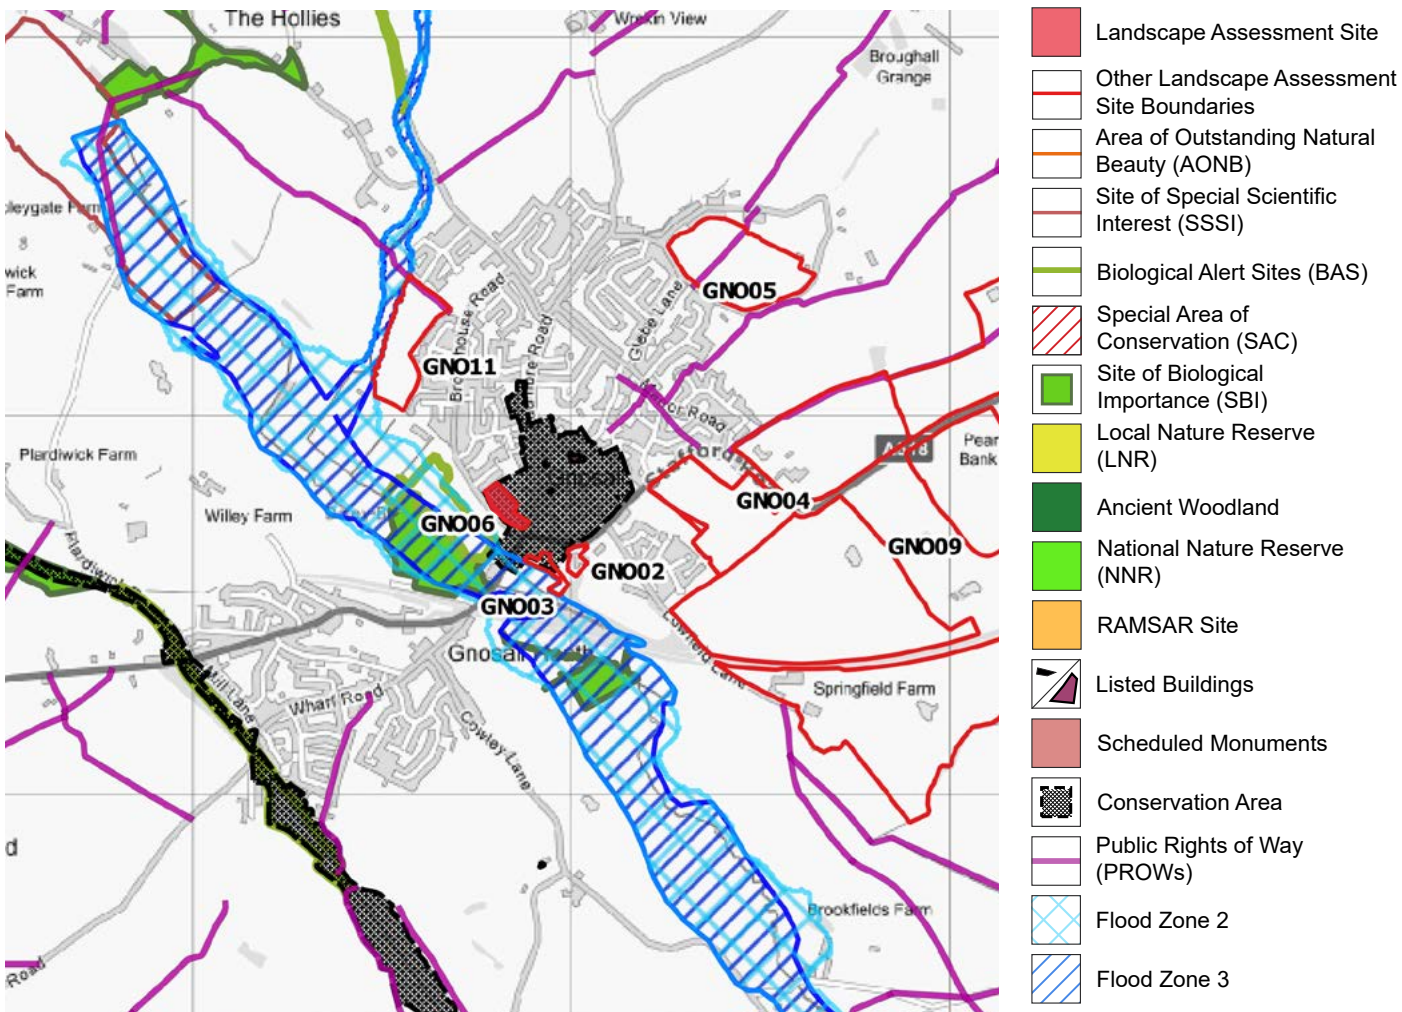 The Hollies
Wrekin View
Broughall
Grange
Farm
wick
Farm
GNO05
Glebe Lane
GNO11
Manor Road
Stafford
Plardiwick Farm
Willey Farm
GNO06
GNO04
Pear
Bank
GNO09
GNO02
GNO03
Lowfield Lane
Springfield Farm
Mill Lane
Wharf Road
Cowley Lane
d
Brookfields Farm
Road
Landscape Assessment Site
Other Landscape Assessment
Site Boundaries
Area of Outstanding Natural
Beauty (AONB)
Site of Special Scientific
Interest (SSSI)
Biological Alert Sites (BAS)
Special Area of
Conservation (SAC)
Site of Biological
Importance (SBI)
Local Nature Reserve
(LNR)
Ancient Woodland
National Nature Reserve
(NNR)
RAMSAR Site
Listed Buildings
Scheduled Monuments
Conservation Area
Public Rights of Way
(PROWs)
Flood Zone 2
Flood Zone 3